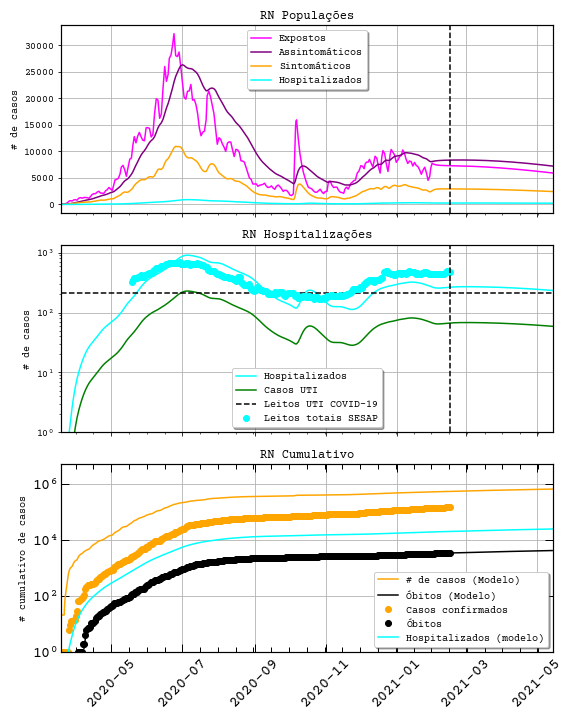 RN Populações
# de casos
30000
25000
20000
15000
10000
5000
0
Expostos
Assintomáticos
Sintomáticos
Hospitalizados
RN Hospitalizações
# de casos
10³
10²
10¹
10⁰
Hospitalizados
Casos UTI
Leitos UTI COVID-19
Leitos totais SESAP
RN Cumulativo
# cumulativo de casos
10⁶
10⁴
10²
10⁰
# de casos (Modelo)
Óbitos (Modelo)
Casos confirmados
Óbitos
Hospitalizados (modelo)
2020-05
2020-07
2020-09
2020-11
2021-01
2021-03
2021-05